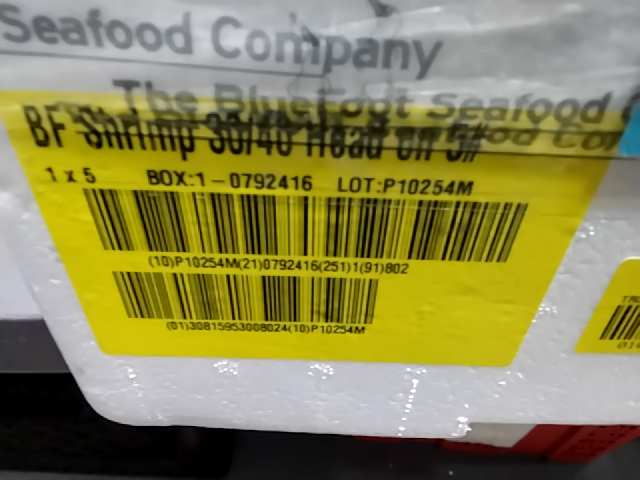 Seafood Company
The BlueFoot Seafood
BF Shrimp 30/40 Head on 5#
1 x 5 BOX:1-0792416 LOT:P10254M
(10)P10254M(21)0792416(251)1(91)802
(01)30815953008024(10)P10254M